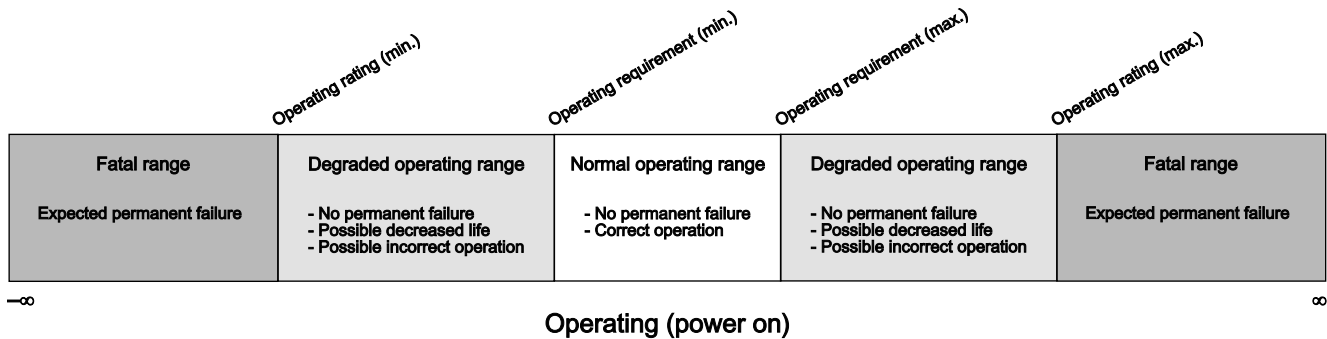 Operating rating (min.)
Operating requirement (min.)
Operating requirement (max.)
Operating rating (max.)
Fatal range
Expected permanent failure
Degraded operating range
- No permanent failure
- Possible decreased life
- Possible incorrect operation
Normal operating range
- No permanent failure
- Correct operation
Degraded operating range
- No permanent failure
- Possible decreased life
- Possible incorrect operation
Fatal range
Expected permanent failure
–∞
∞
Operating (power on)